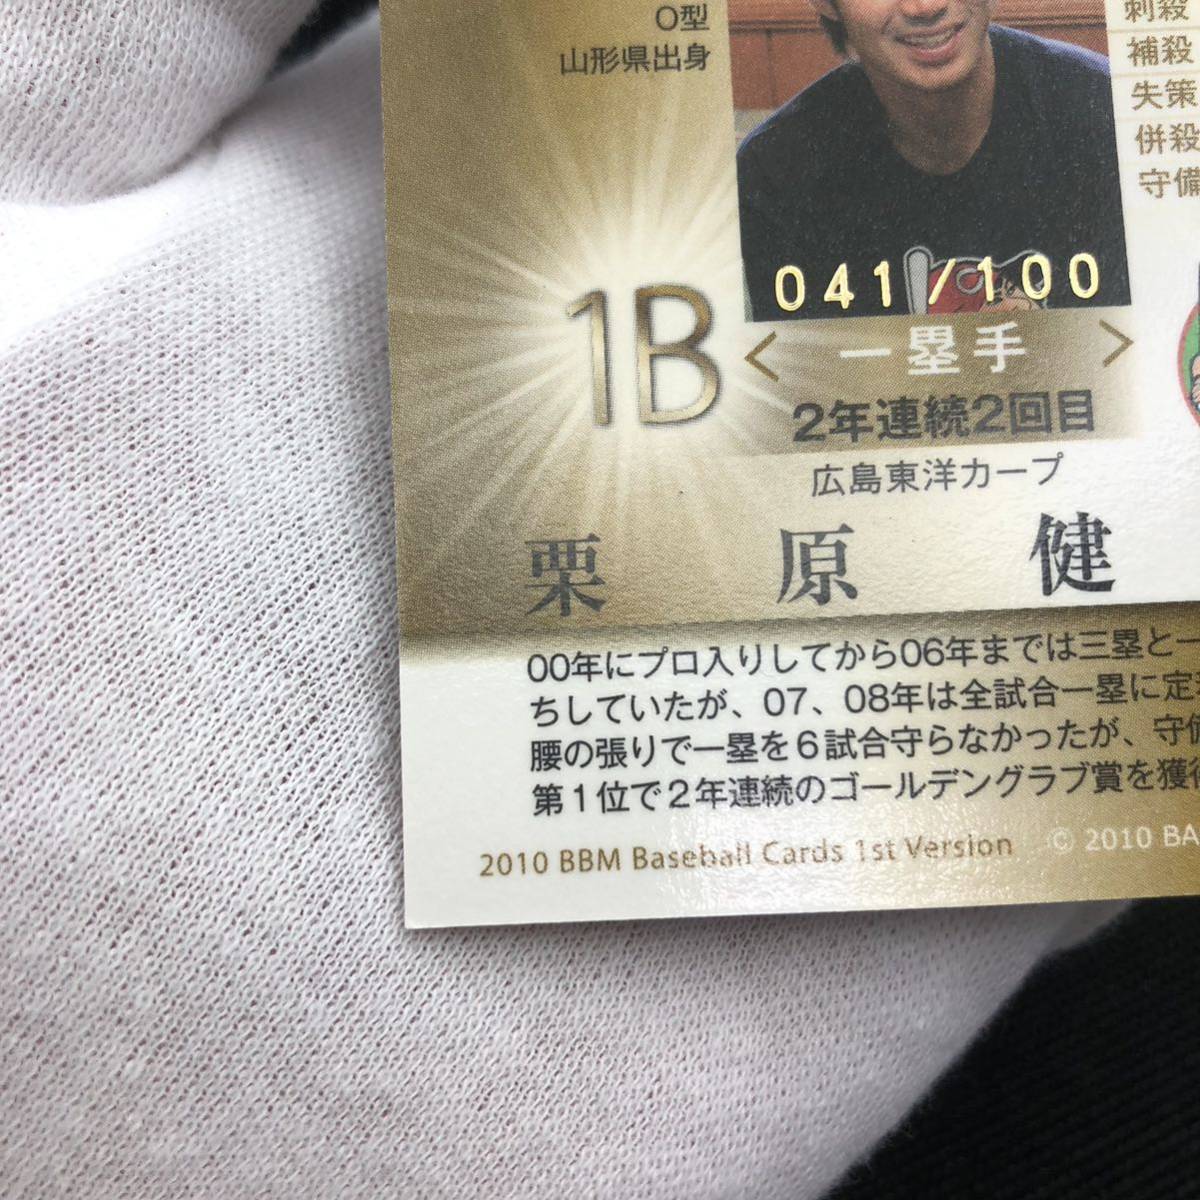 O型
山形県出身
刺殺
補殺
失策
併殺
守備
041/100
1B
一塁手
2年連続2回目
広島東洋カープ
栗原健
00年にプロ入りしてから06年までは三塁と一
ちしていたが、07、08年は全試合一塁に定
腰の張りで一塁を6試合守らなかったが、守備
第1位で2年連続のゴールデングラブ賞を獲得
2010 BBM Baseball Cards 1st Version © 2010 BA